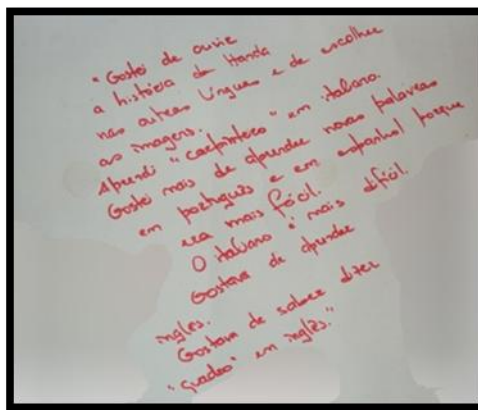 "Gostei de ouvir
a história da Handa
nas outras línguas e de escolher
as imagens.
Aprendi "carpinteiro" em italiano.
Gostei mais de aprender novas palavras
em português e em espanhol porque
era mais fácil.
O italiano é mais difícil.
Gostava de aprender
inglês.
Gostava de saber dizer
"quadro" em inglês."